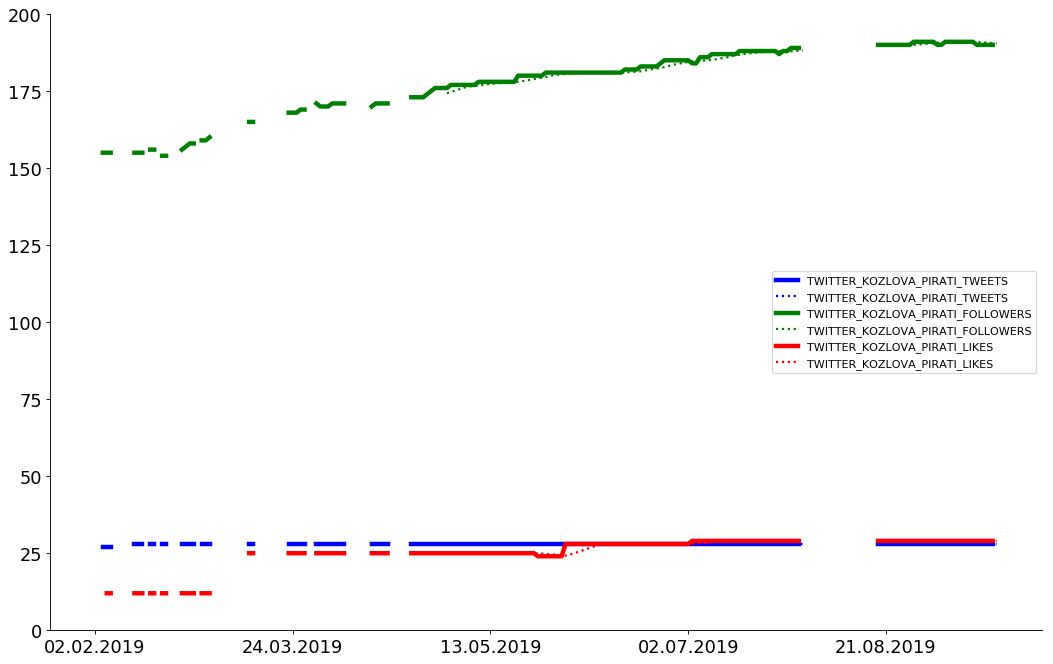 200
175
150
125
100
75
50
25
0
02.02.2019 24.03.2019 13.05.2019 02.07.2019 21.08.2019
TWITTER_KOZLOVA_PIRATI_TWEETS
TWITTER_KOZLOVA_PIRATI_TWEETS
TWITTER_KOZLOVA_PIRATI_FOLLOWERS
TWITTER_KOZLOVA_PIRATI_FOLLOWERS
TWITTER_KOZLOVA_PIRATI_LIKES
TWITTER_KOZLOVA_PIRATI_LIKES